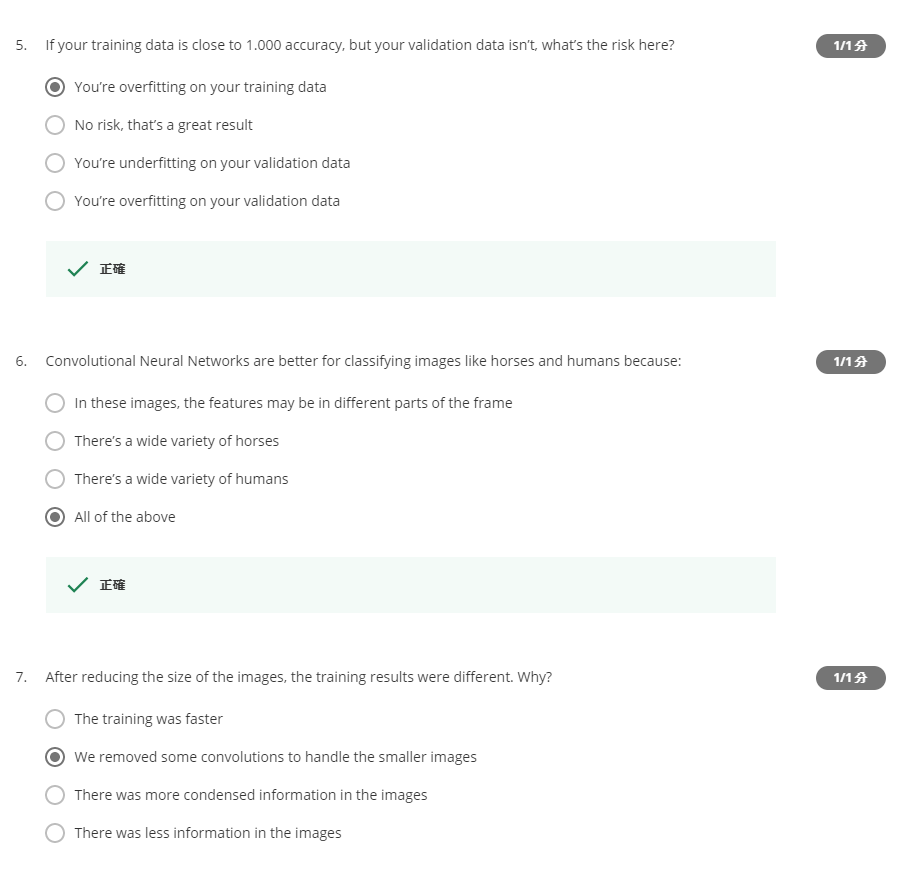 5. If your training data is close to 1.000 accuracy, but your validation data isn’t, what’s the risk here? 1/1 分
You’re overfitting on your training data
No risk, that’s a great result
You’re underfitting on your validation data
You’re overfitting on your validation data
正確
6. Convolutional Neural Networks are better for classifying images like horses and humans because: 1/1 分
In these images, the features may be in different parts of the frame
There’s a wide variety of horses
There’s a wide variety of humans
All of the above
正確
7. After reducing the size of the images, the training results were different. Why? 1/1 分
The training was faster
We removed some convolutions to handle the smaller images
There was more condensed information in the images
There was less information in the images